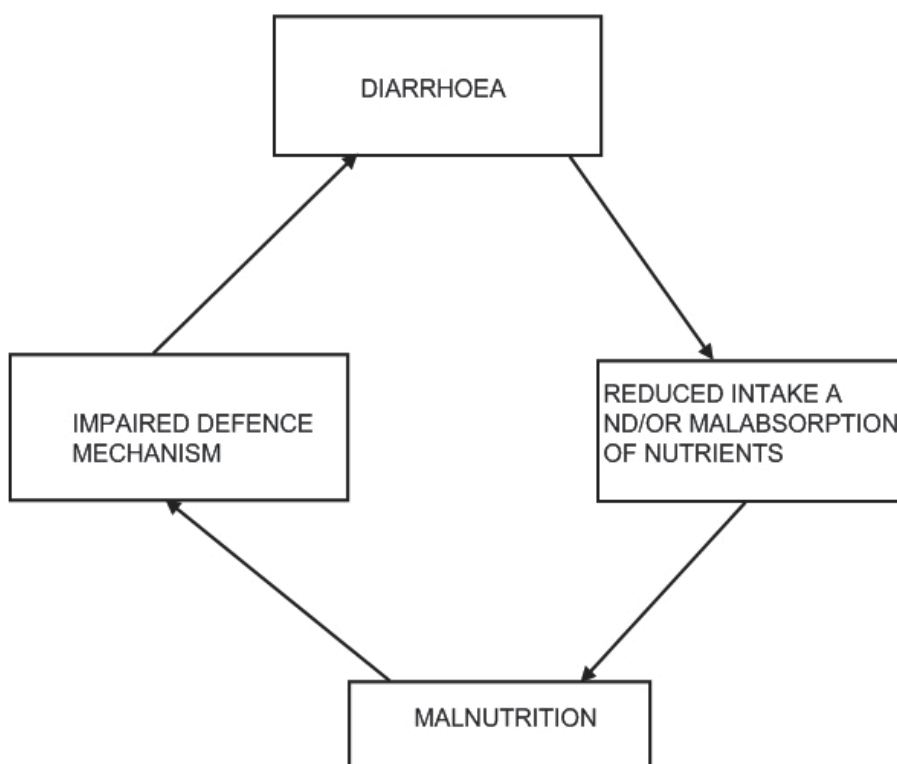 DIARRHOEA
IMPAIRED DEFENCE
MECHANISM
REDUCED INTAKE A
ND/OR MALABSORPTION
OF NUTRIENTS
MALNUTRITION